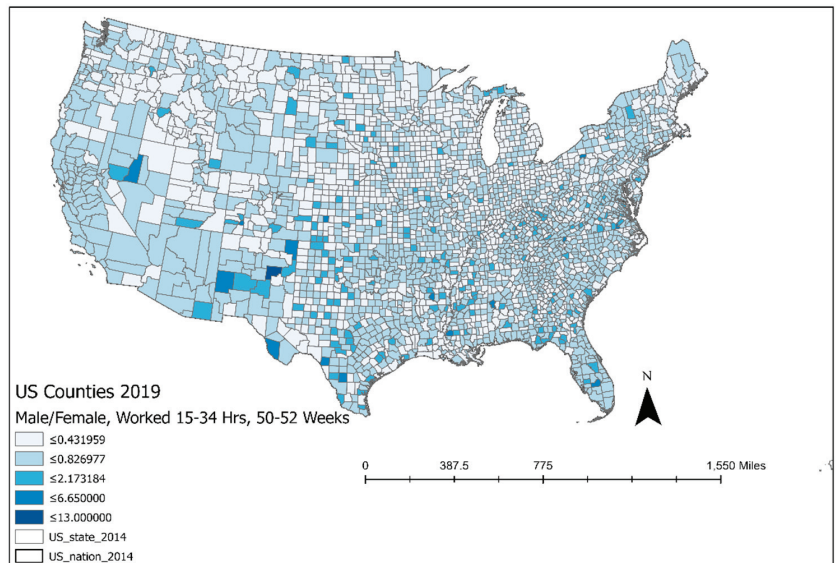 US Counties 2019
Male/Female, Worked 15-34 Hrs, 50-52 Weeks
≤0.431959
≤0.826977
≤2.173184
≤6.650000
≤13.000000
US_state_2014
US_nation_2014
N
0 387.5 775 1,550 Miles